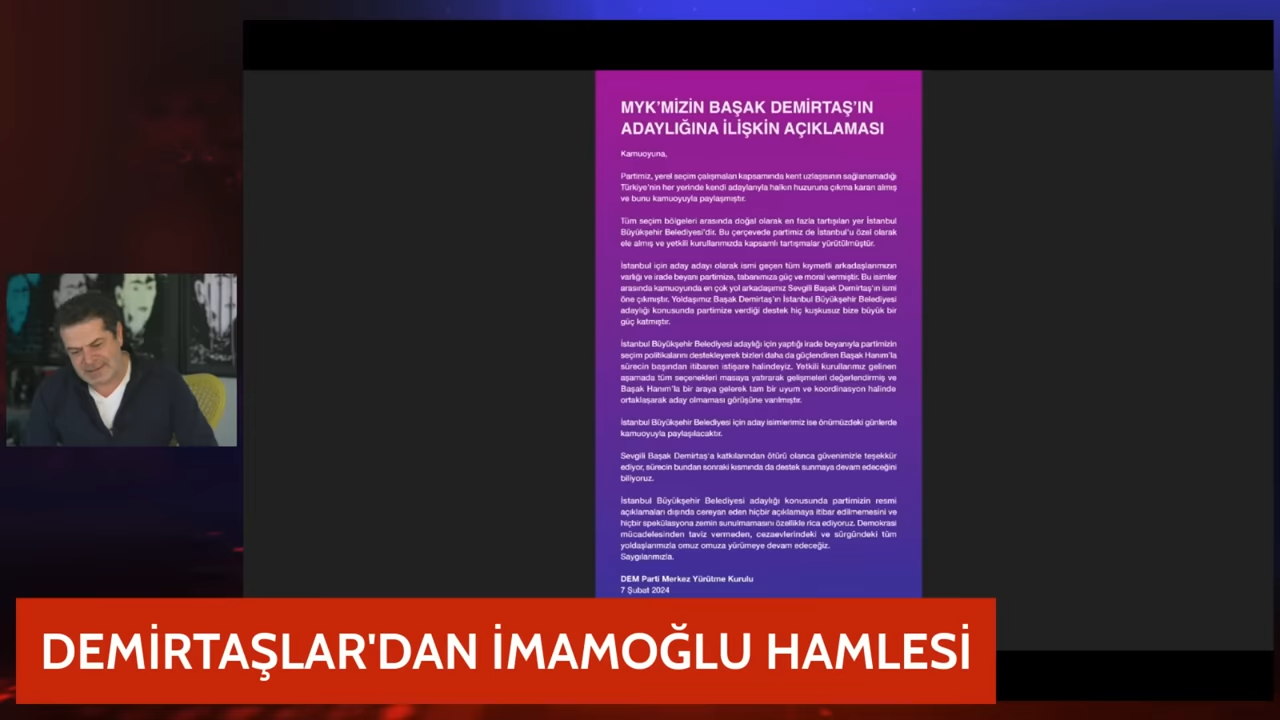 MYK'MİZİN BAŞAK DEMİRTAŞ'IN
ADAYLIĞINA İLİŞKİN AÇIKLAMASI
Kamuoyuna,
Partimiz, yerel seçim çalışmaları kapsamında kent uzlaşısının sağlanamadığı
Türkiye'nin her yerinde kendi adaylarıyla halkın huzuruna çıkma kararı almış
ve bunu kamuoyuyla paylaşmıştır.
Tüm seçim bölgeleri arasında doğal olarak en fazla tartışılan yer İstanbul
Büyükşehir Belediyesi'dir. Bu çerçevede partimiz de İstanbul'u özel olarak
ele almış ve yetkili kurullarımızda kapsamlı tartışmalar yürütülmüştür.
İstanbul için aday adayı olarak ismi geçen tüm kıymetli arkadaşlarımızın
varlığı ve irade beyanı partimize, tabanımıza güç ve moral vermiştir. Bu isimler
arasında kamuoyunda en çok yol arkadaşımız Sevgili Başak Demirtaş'ın ismi
öne çıkmıştır. Yoldaşımız Başak Demirtaş'ın İstanbul Büyükşehir Belediyesi
adaylığı konusunda partimize verdiği destek hiç kuşkusuz bize büyük bir
güç katmıştır.
İstanbul Büyükşehir Belediyesi adaylığı için yaptığı irade beyanıyla partimizin
seçim politikalarını destekleyerek bizleri daha da güçlendiren Başak Hanım'la
sürecin başından itibaren istişare halindeyiz. Yetkili kurullarımız gelinen
aşamada tüm seçenekleri masaya yatırarak gelişmeleri değerlendirmiş ve
Başak Hanım'la bir araya gelerek tam bir uyum ve koordinasyon halinde
ortaklaşarak aday olmaması görüşüne varılmıştır.
İstanbul Büyükşehir Belediyesi için aday isimlerimiz ise önümüzdeki günlerde
kamuoyuyla paylaşılacaktır.
Sevgili Başak Demirtaş'a katkılarından ötürü olanca güvenimizle teşekkür
ediyor, sürecin bundan sonraki kısmında da destek sunmaya devam edeceğini
biliyoruz.
İstanbul Büyükşehir Belediyesi adaylığı konusunda partimizin resmi
açıklamaları dışında cereyan eden hiçbir açıklamaya itibar edilmemesini ve
hiçbir spekülasyona zemin sunulmamasını özellikle rica ediyoruz. Demokrasi
mücadelesinden taviz vermeden, cezaevlerindeki ve sürgündeki tüm
yoldaşlarımızla omuz omuza yürümeye devam edeceğiz.
Saygılarımızla.
DEM Parti Merkez Yürütme Kurulu
7 Şubat 2024
DEMİRTAŞLAR'DAN İMAMOĞLU HAMLESİ